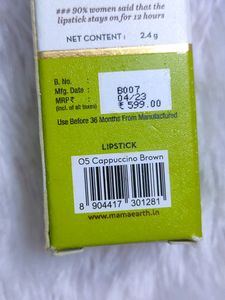 ### 90% women said that the
lipstick stays on for 12 hours
NET CONTENT : 2.4 g
B. No. : B007
Mfg. Date : 04/23
MRP ₹ : ₹ 599.00
(Incl. of all taxes)
Use Before 36 Months From Manufactured
LIPSTICK
05 Cappuccino Brown
www.mamaearth.in
8 904417 301281